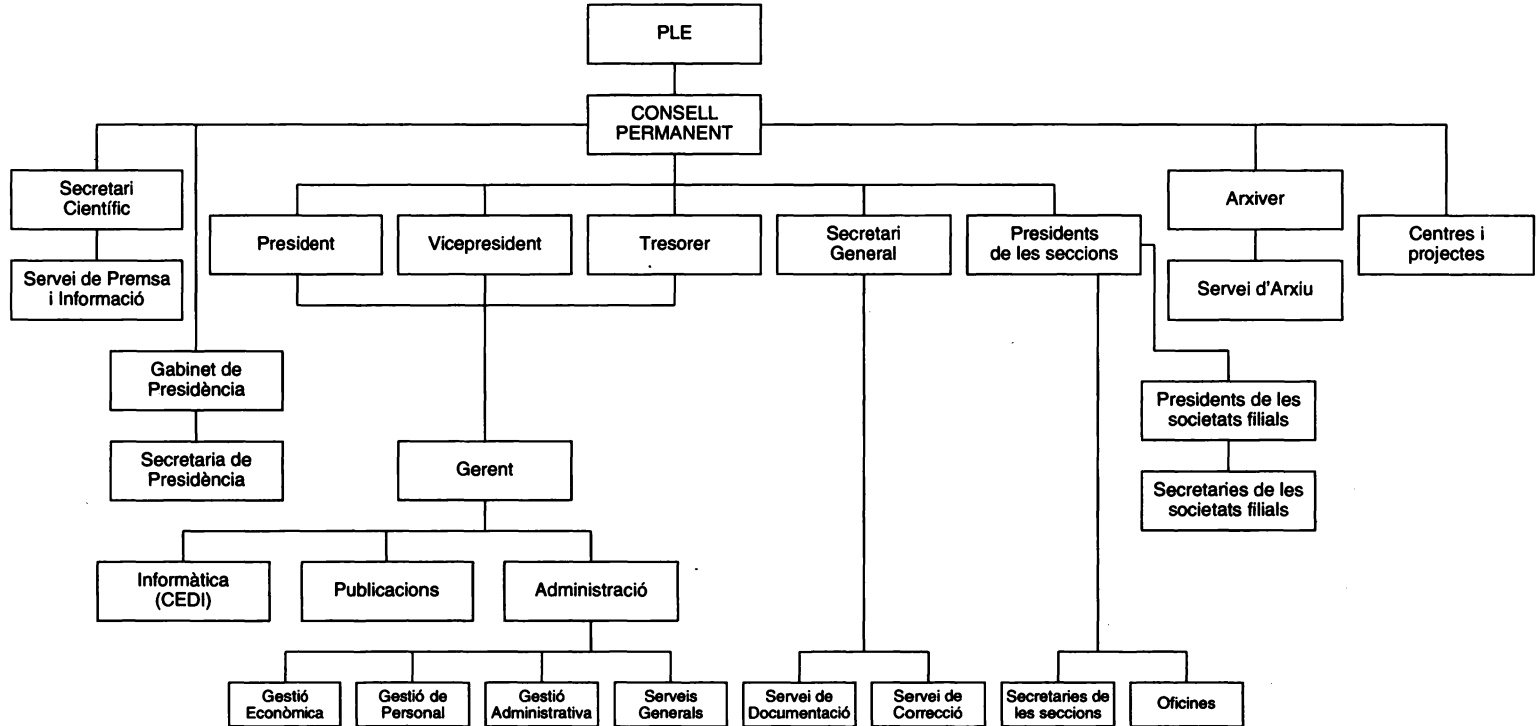 PLE
CONSELL
PERMANENT
Secretari
Científic
Servei de Premsa
i Informació
Gabinet de
Presidència
Secretaria de
Presidència
President
Vicepresident
Tresorer
Secretari
General
Presidents
de les seccions
Arxiver
Servei d'Arxiu
Centres i
projectes
Presidents de les
societats filials
Secretaries de les
societats filials
Gerent
Informàtica
(CEDI)
Publicacions
Administració
Gestió
Econòmica
Gestió de
Personal
Gestió
Administrativa
Serveis
Generals
Servei de
Documentació
Servei de
Correcció
Secretaries de
les seccions
Oficines